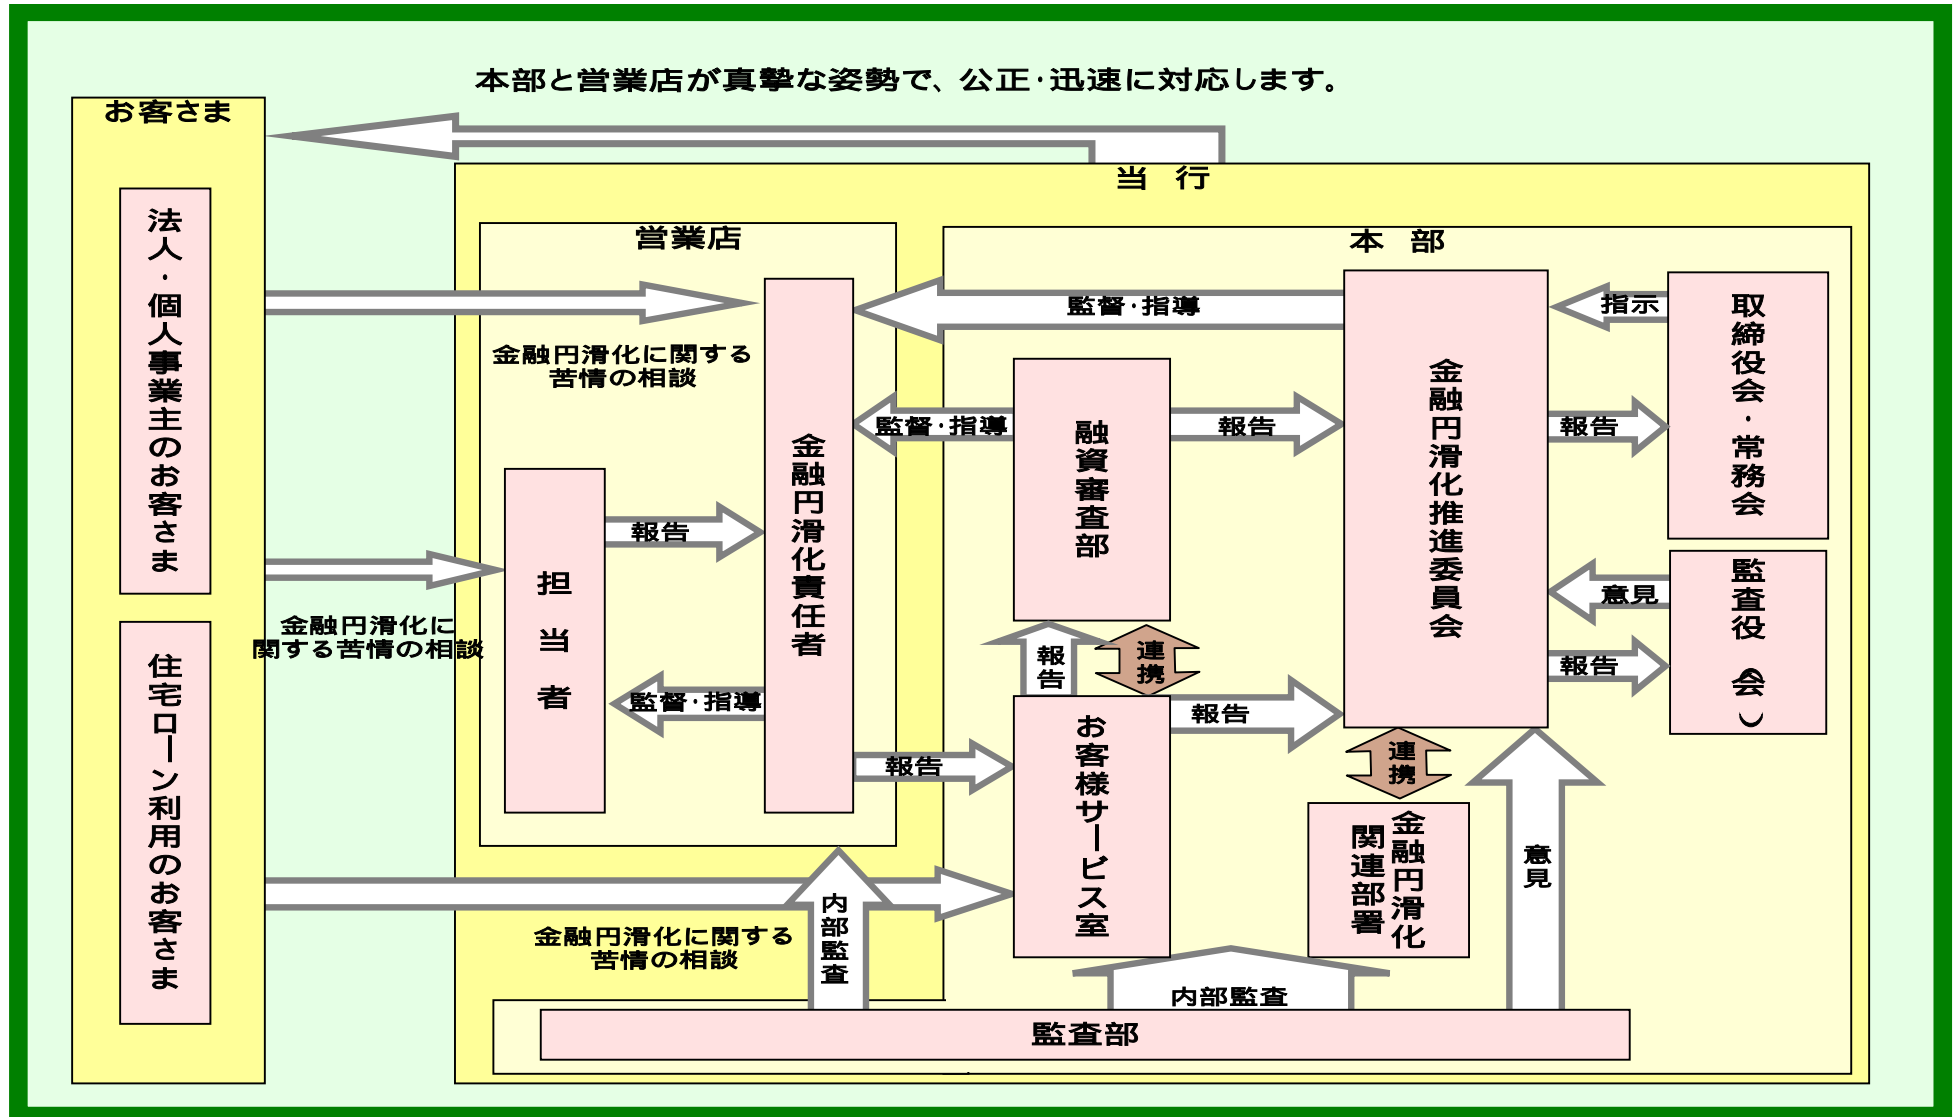 本部と営業店が真摯な姿勢で、公正・迅速に対応します。
お客さま
法人・個人事業主のお客さま
住宅ローン利用のお客さま
当 行
営業店
本 部
金融円滑化に関する
苦情の相談
金融円滑化に
関する苦情の相談
金融円滑化に関する
苦情の相談
担当者
報告
監督・指導
金融円滑化責任者
監督・指導
監督・指導
報告
融資審査部
報告
報告
連携
お客様サービス室
報告
金融円滑化推進委員会
指示
報告
取締役会・常務会
意見
報告
監査役(会)
連携
金融円滑化
関連部署
意見
内部監査
内部監査
監査部